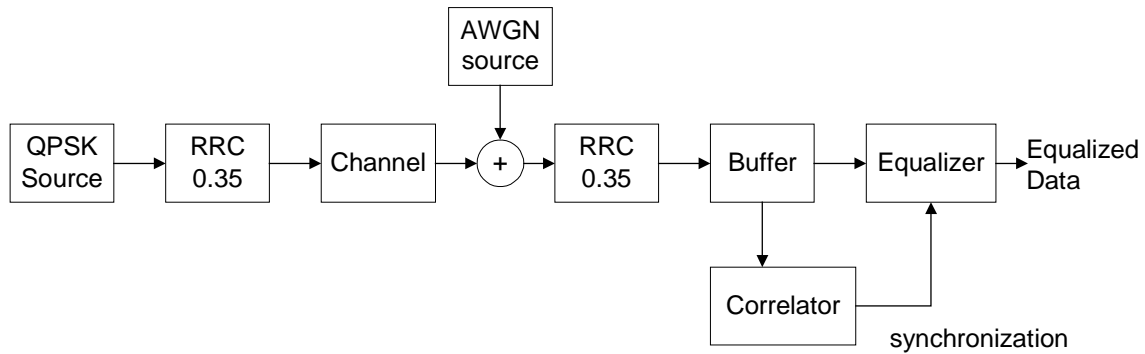 AWGN
source
QPSK
Source
RRC
0.35
Channel
+
RRC
0.35
Buffer
Equalizer
Equalized
Data
Correlator
synchronization